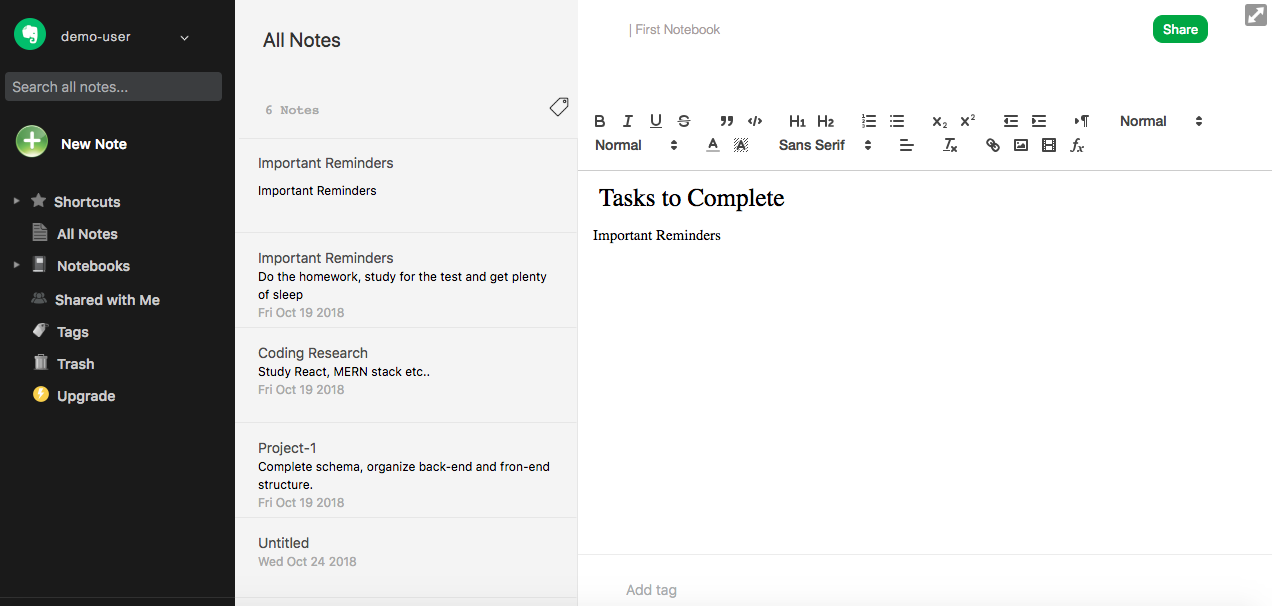 demo-user
Search all notes...
New Note
Shortcuts
All Notes
Notebooks
Shared with Me
Tags
Trash
Upgrade
All Notes
6 Notes
Important Reminders
Important Reminders
Important Reminders
Do the homework, study for the test and get plenty
of sleep
Fri Oct 19 2018
Coding Research
Study React, MERN stack etc..
Fri Oct 19 2018
Project-1
Complete schema, organize back-end and fron-end
structure.
Fri Oct 19 2018
Untitled
Wed Oct 24 2018
| First Notebook
Share
B I U S ” </> H1 H2 x2 x² ¶ Normal
Normal A A Sans Serif Tx fx
Tasks to Complete
Important Reminders
Add tag